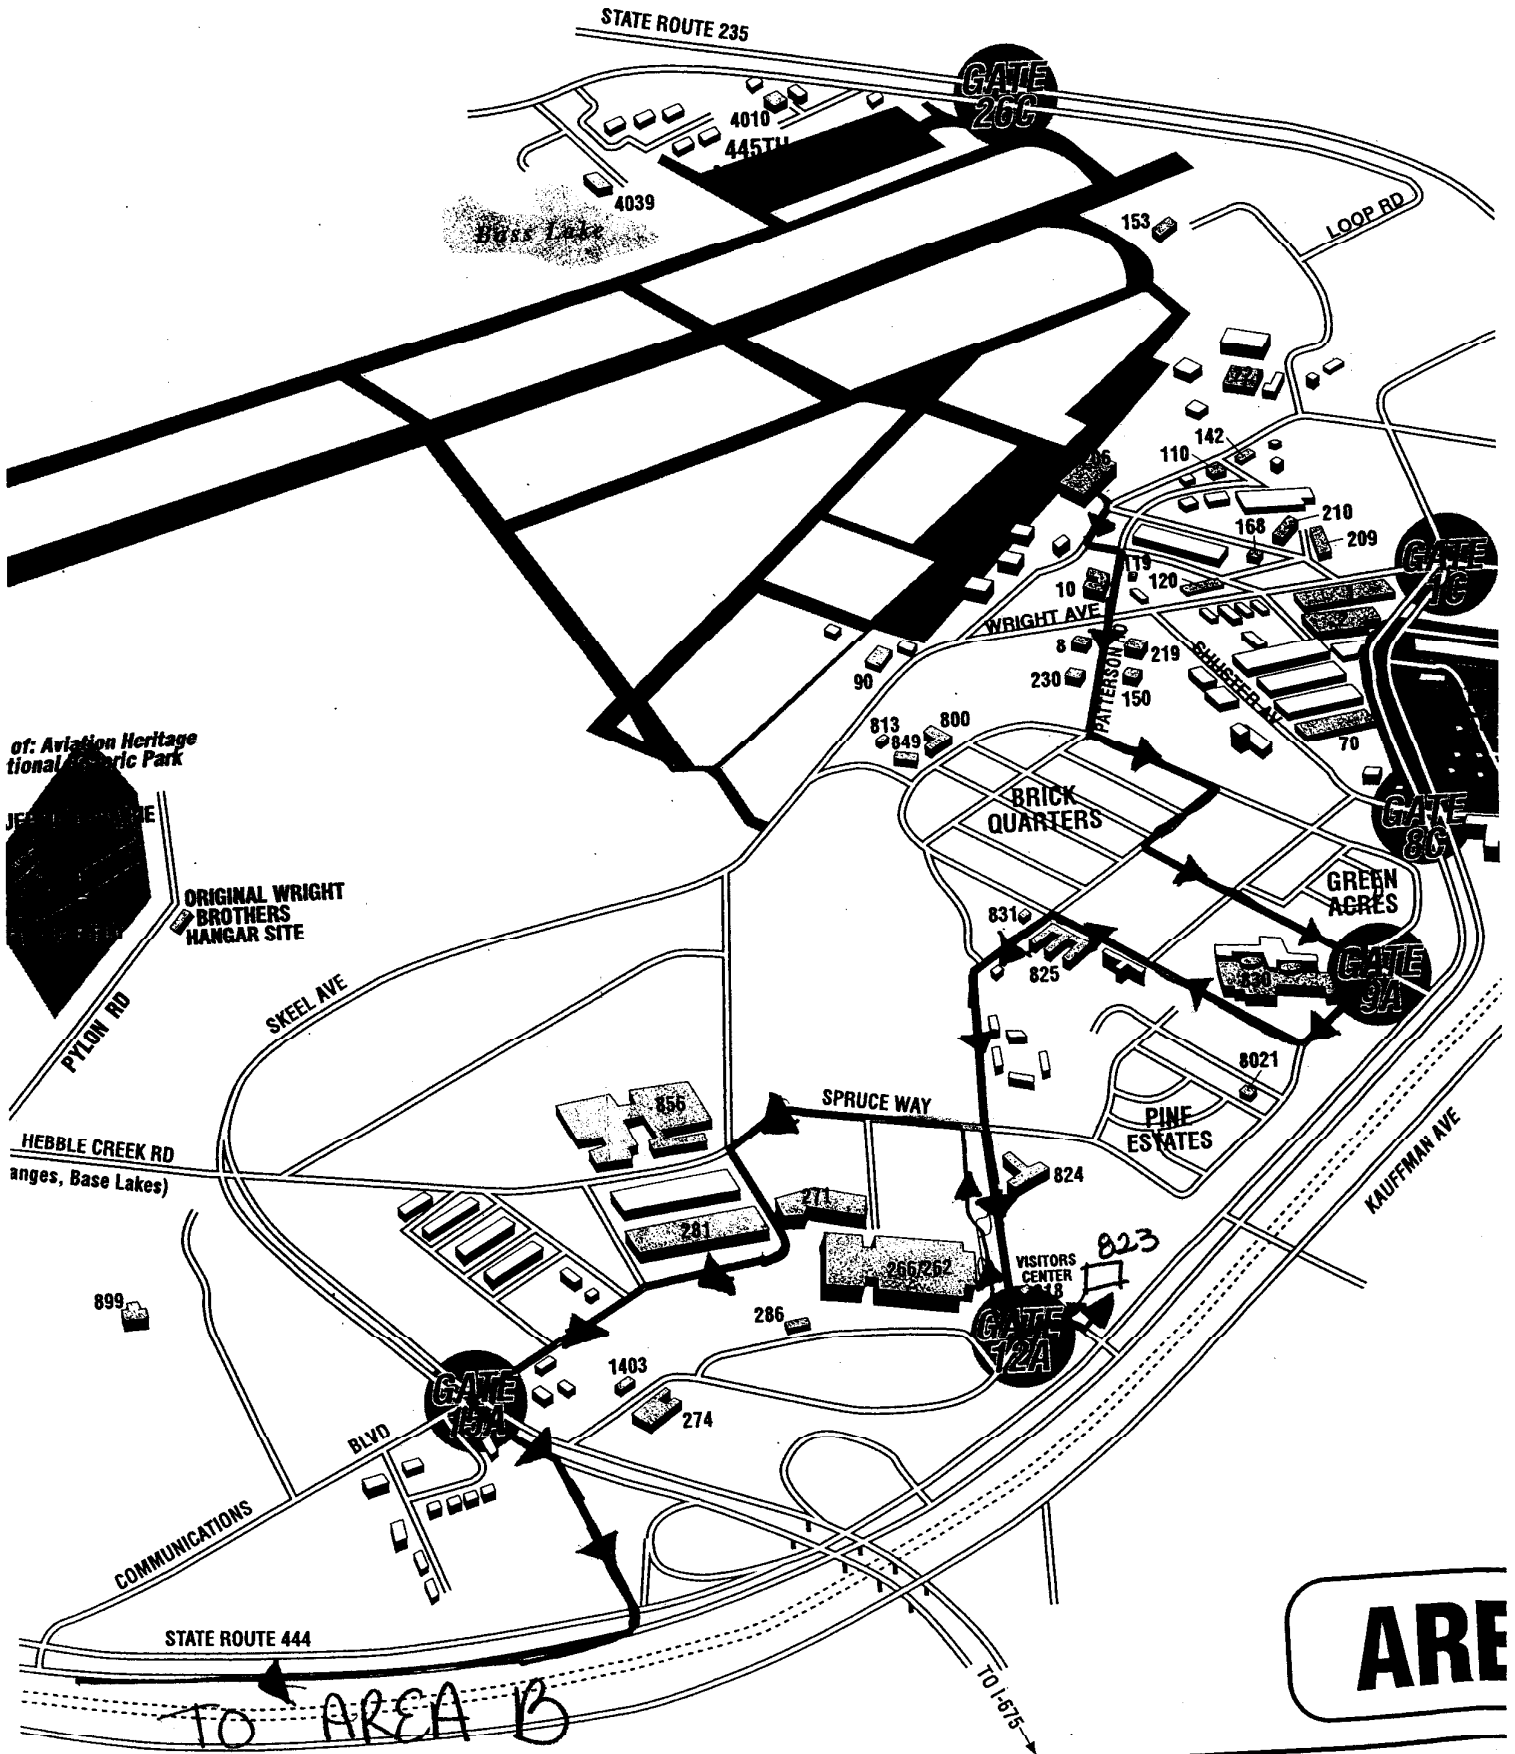 STATE ROUTE 235
GATE
26C
4010
445TH
4039
Bass Lake
153
LOOP RD
142
110
210
168
209
GATE
1C
119
120
10
WRIGHT AVE
8
219
230
150
PATTERSON
SHUSTER AV
90
70
813
800
849
of: Aviation Heritage
tional Historic Park
BRICK
QUARTERS
GATE
8C
GREEN
ACRES
ORIGINAL WRIGHT
BROTHERS
HANGAR SITE
831
825
830
GATE
9A
SKEEL AVE
PYLON RD
8021
856
SPRUCE WAY
PINE
ESTATES
HEBBLE CREEK RD
anges, Base Lakes)
KAUFFMAN AVE
824
271
281
823
266/262
VISITORS
CENTER
899
286
GATE
12A
1403
GATE
15A
274
BLVD
COMMUNICATIONS
STATE ROUTE 444
TO AREA B
TO I-675
ARE